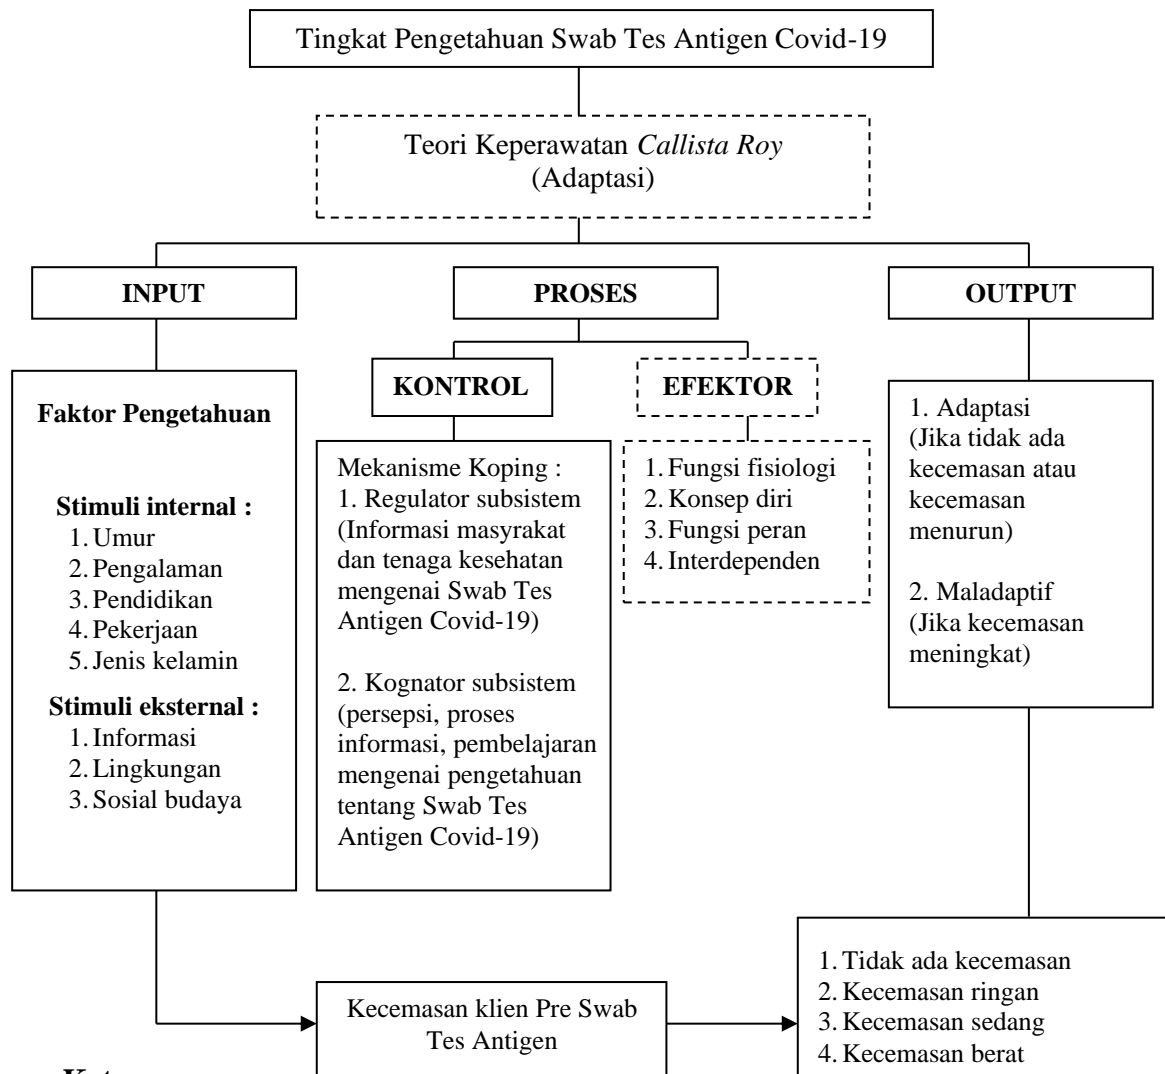 Tingkat Pengetahuan Swab Tes Antigen Covid-19
Teori Keperawatan Callista Roy
(Adaptasi)
INPUT
PROSES
OUTPUT
KONTROL
EFEKTOR
Faktor Pengetahuan
Stimuli internal :
1. Umur
2. Pengalaman
3. Pendidikan
4. Pekerjaan
5. Jenis kelamin
Stimuli eksternal :
1. Informasi
2. Lingkungan
3. Sosial budaya
Mekanisme Koping :
1. Regulator subsistem
(Informasi masyrakat
dan tenaga kesehatan
mengenai Swab Tes
Antigen Covid-19)
2. Kognator subsistem
(persepsi, proses
informasi, pembelajaran
mengenai pengetahuan
tentang Swab Tes
Antigen Covid-19)
1. Fungsi fisiologi
2. Konsep diri
3. Fungsi peran
4. Interdependen
1. Adaptasi
(Jika tidak ada
kecemasan atau
kecemasan
menurun)
2. Maladaptif
(Jika kecemasan
meningkat)
Kecemasan klien Pre Swab
Tes Antigen
1. Tidak ada kecemasan
2. Kecemasan ringan
3. Kecemasan sedang
4. Kecemasan berat